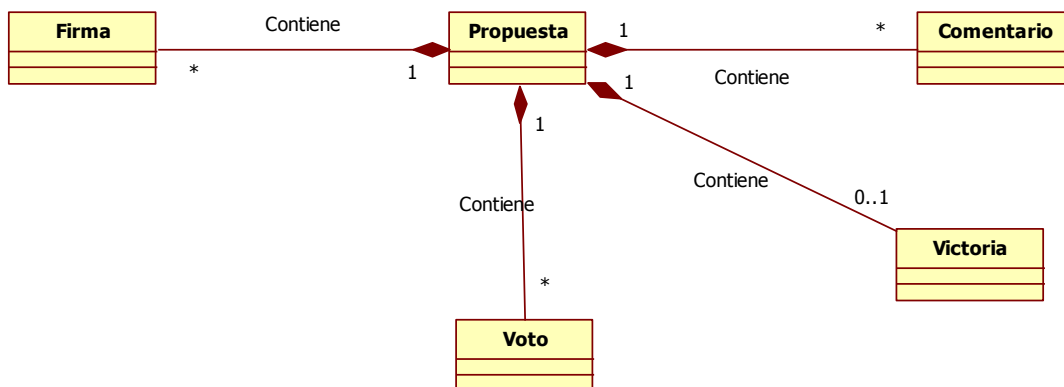 Firma
Contiene
*
1
Propuesta
1
*
Contiene
Comentario
1
Contiene
0..1
Victoria
1
Contiene
*
Voto